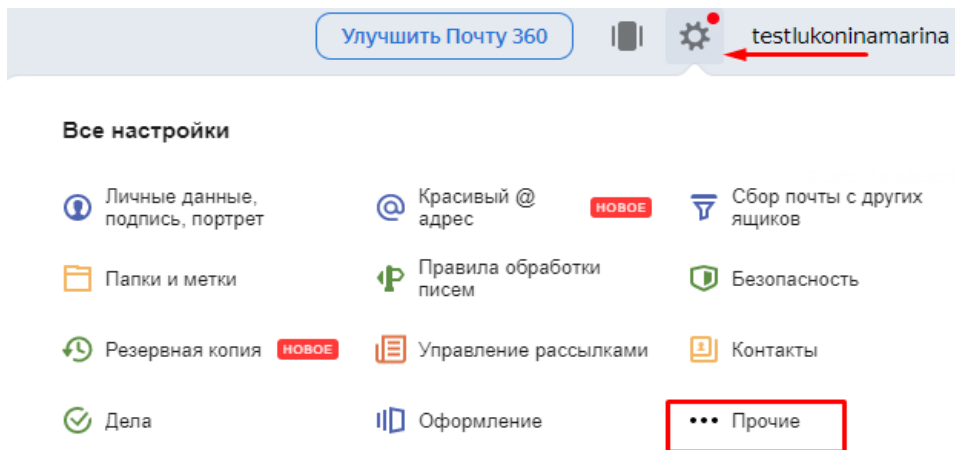 Улучшить Почту 360
testlukoninamarina
Все настройки
Личные данные,
подпись, портрет
Красивый @
адрес
НОВОЕ
Сбор почты с других
ящиков
Папки и метки
Правила обработки
писем
Безопасность
Резервная копия НОВОЕ
Управление рассылками
Контакты
Дела
Оформление
Прочие